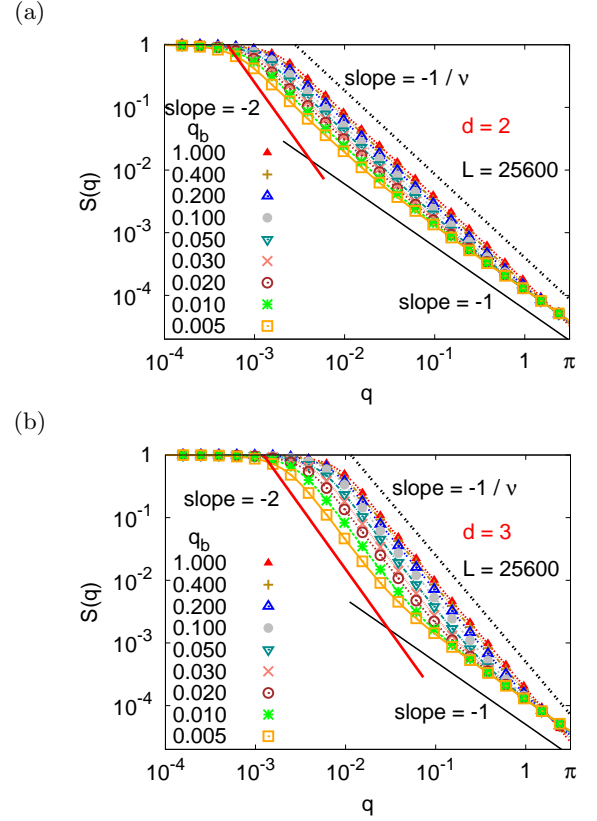 (a)
1
10^-1
10^-2
10^-3
10^-4
S(q)
slope = -1 / ν
slope = -2
d = 2
L = 25600
q_b
1.000
0.400
0.200
0.100
0.050
0.030
0.020
0.010
0.005
slope = -1
10^-4
10^-3
10^-2
10^-1
1
π
q
(b)
1
10^-1
10^-2
10^-3
10^-4
S(q)
slope = -1 / ν
slope = -2
d = 3
L = 25600
q_b
1.000
0.400
0.200
0.100
0.050
0.030
0.020
0.010
0.005
slope = -1
10^-4
10^-3
10^-2
10^-1
1
π
q